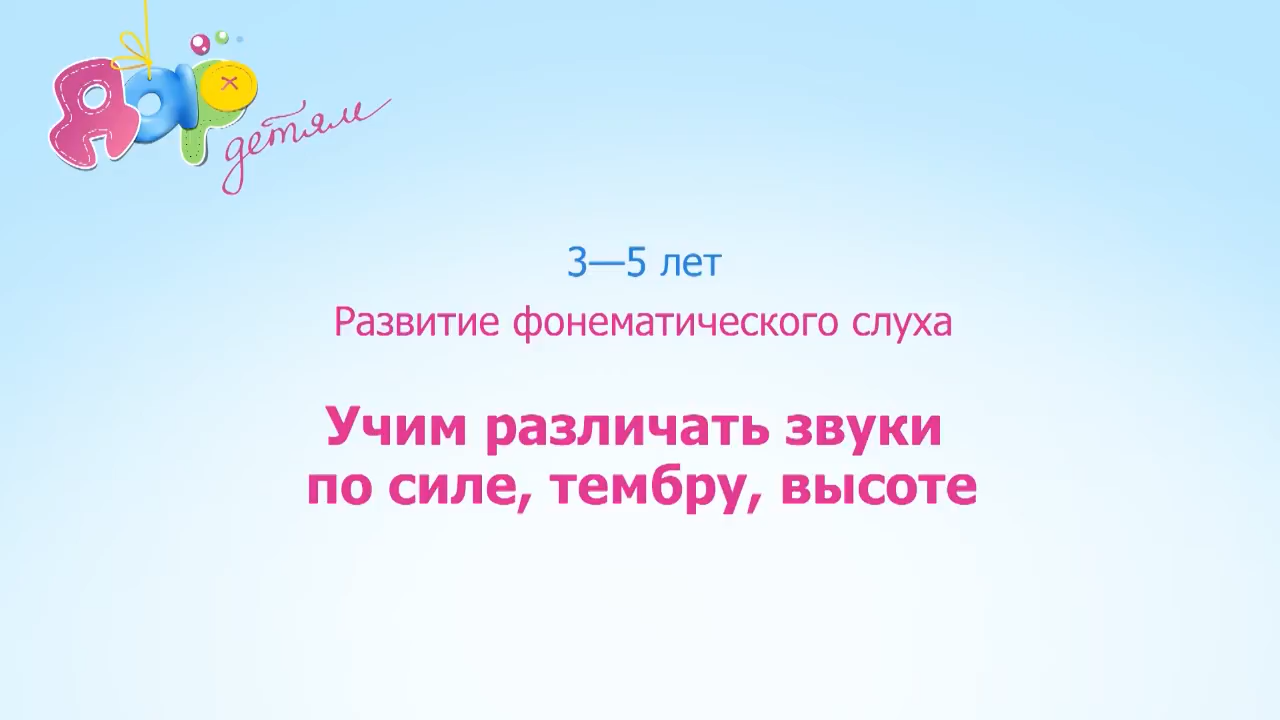 Дар
детям
3—5 лет
Развитие фонематического слуха
Учим различать звуки
по силе, тембру, высоте